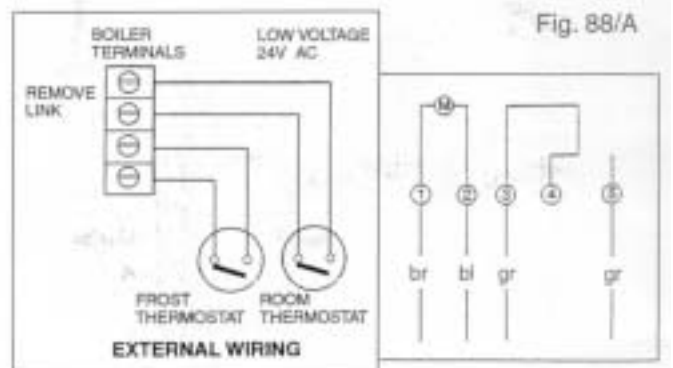 Fig. 88/A
BOILER
TERMINALS
LOW VOLTAGE
24V AC
REMOVE
LINK
M
1 2 3 4 5
br bl gr gr
FROST
THERMOSTAT
ROOM
THERMOSTAT
EXTERNAL WIRING